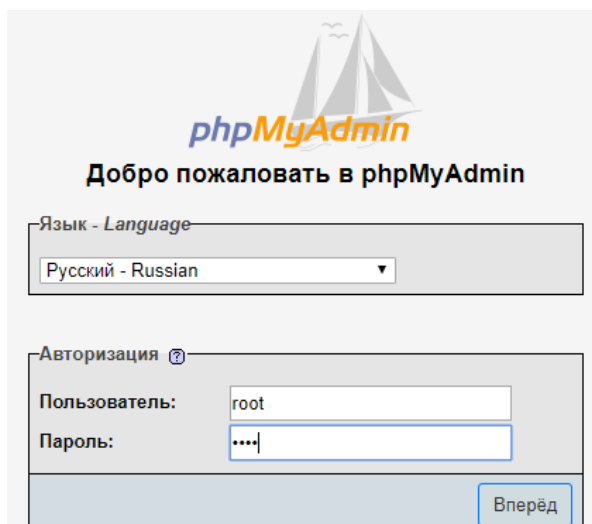 phpMyAdmin
Добро пожаловать в phpMyAdmin
Язык - Language
Русский - Russian
Авторизация
Пользователь: root
Пароль: ••••
Вперёд